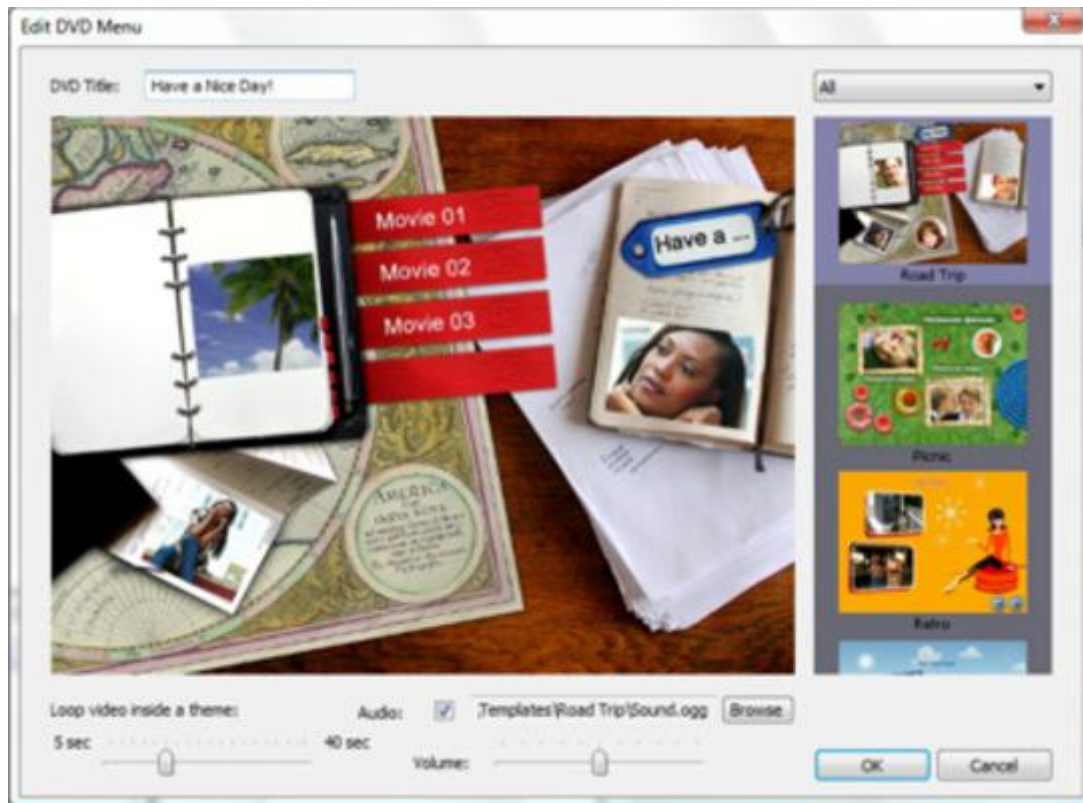 Edit DVD Menu
DVD Title: Have a Nice Day!
All
Movie 01
Movie 02
Movie 03
Have a ...
AMERICA
Road Trip
Picnic
Retro
Loop video inside a theme:
5 sec 40 sec
Audio: .Templates\Road Trip\Sound.ogg Browse
Volume:
OK Cancel